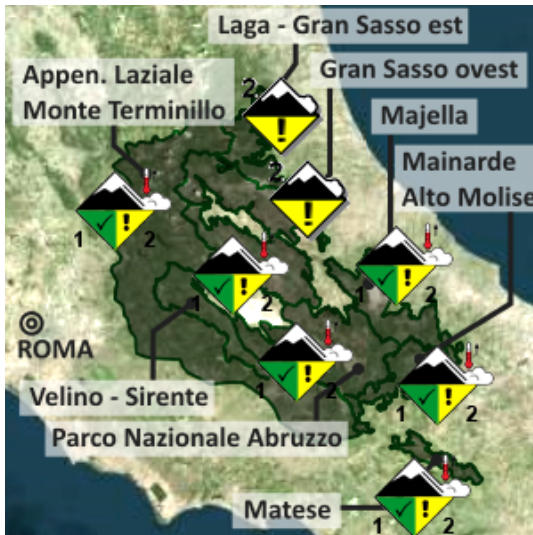 Laga - Gran Sasso est
Appen. Laziale
Monte Terminillo
Gran Sasso ovest
Majella
Mainarde
Alto Molise
2
!
2
!
1
!
2
1
!
2
1
!
2
ROMA
1
!
2
1
!
2
Velino - Sirente
Parco Nazionale Abruzzo
Matese
1
!
2